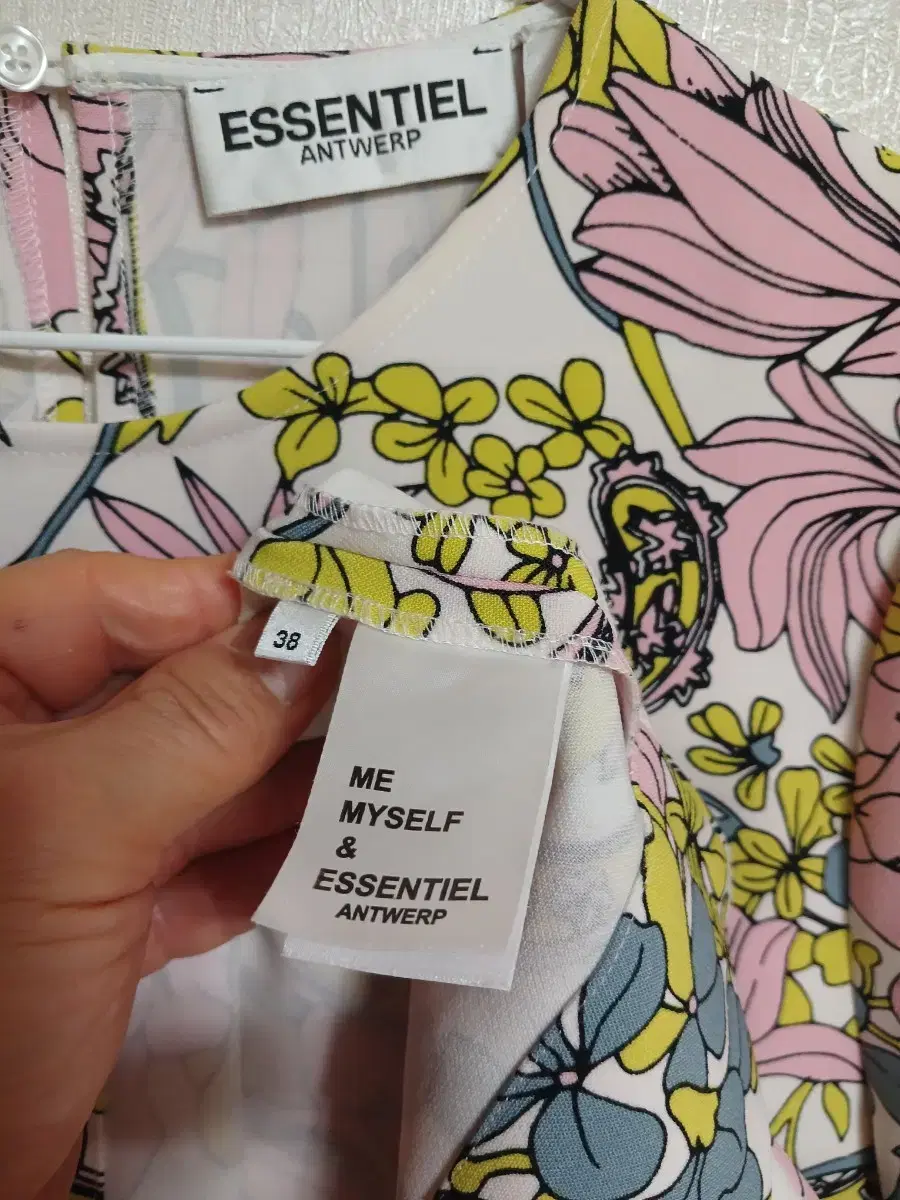 ESSENTIEL
ANTWERP
38
ME
MYSELF
&
ESSENTIEL
ANTWERP